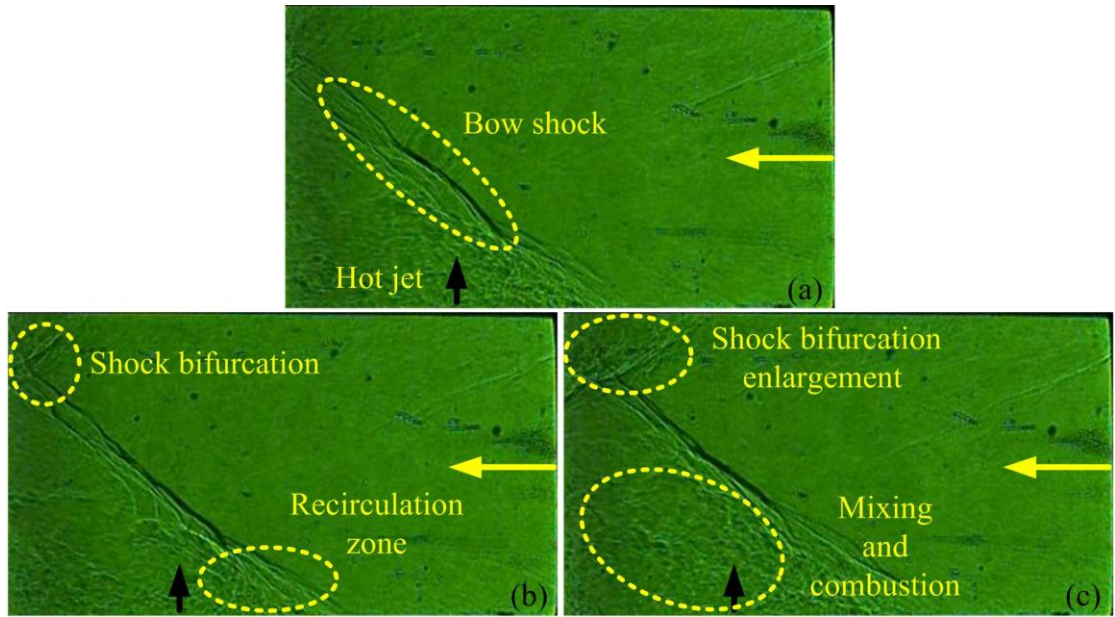 Bow shock
Hot jet
(a)
Shock bifurcation
Recirculation
zone
(b)
Shock bifurcation
enlargement
Mixing
and
combustion
(c)